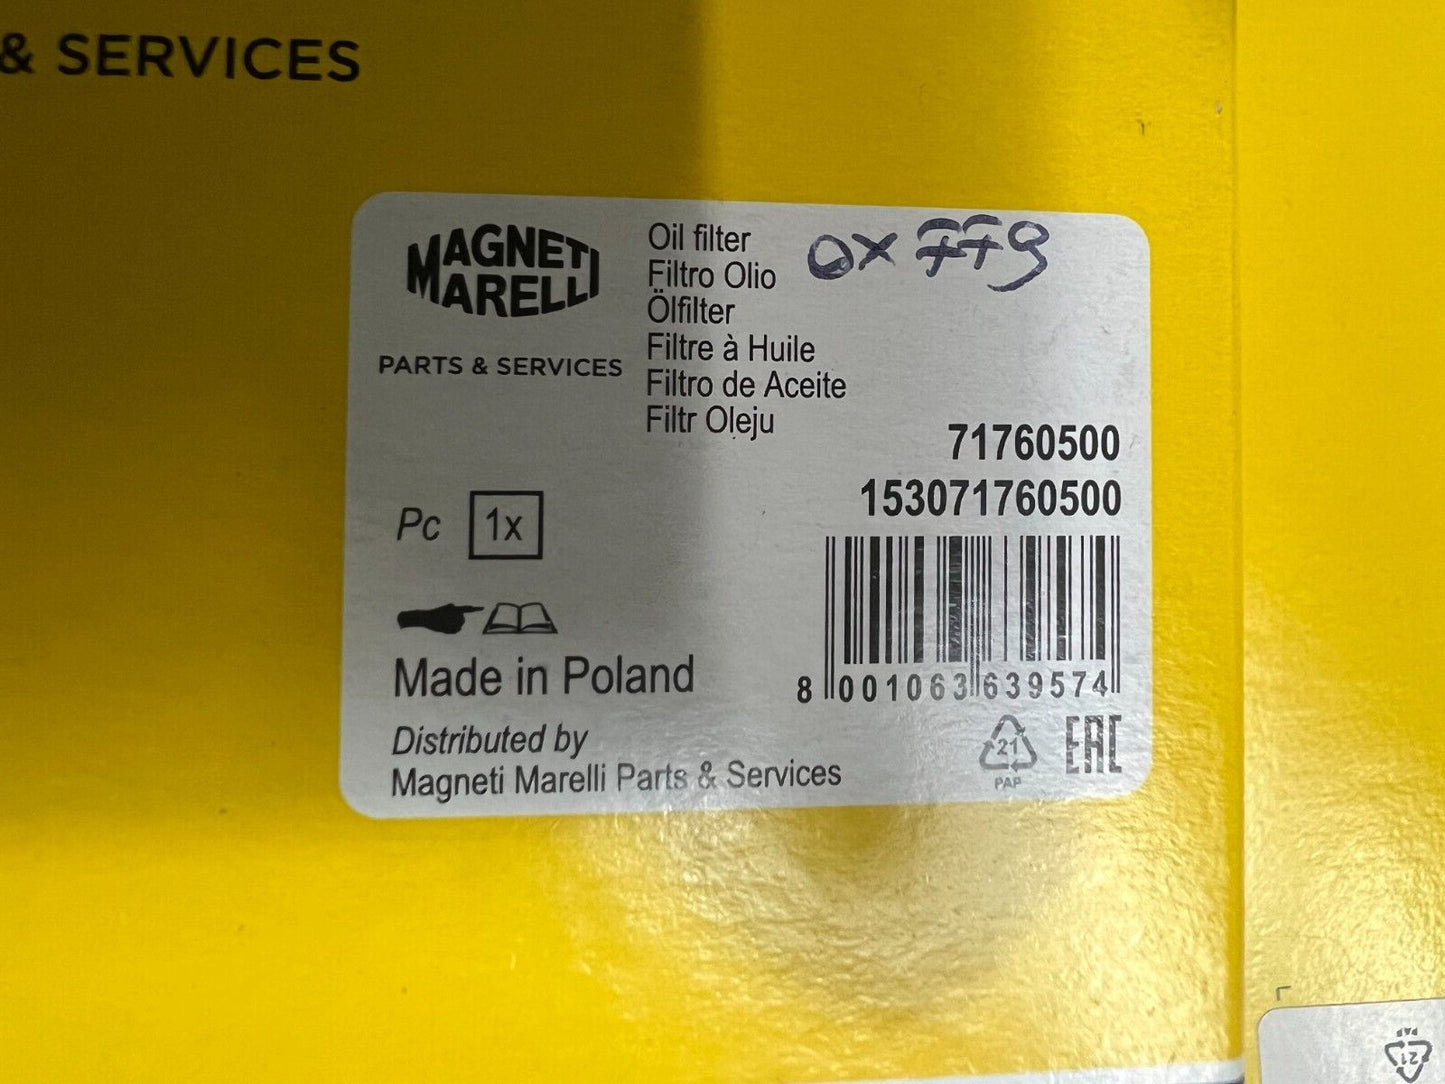 & SERVICES
MAGNETI
MARELLI
PARTS & SERVICES
Oil filter
Filtro Olio
Ölfilter
Filtre à Huile
Filtro de Aceite
Filtr Oleju
OX 779
71760500
153071760500
Pc 1x
8 001063 639574
Made in Poland
Distributed by
Magneti Marelli Parts & Services
21
PAP
EAC
21
PAP